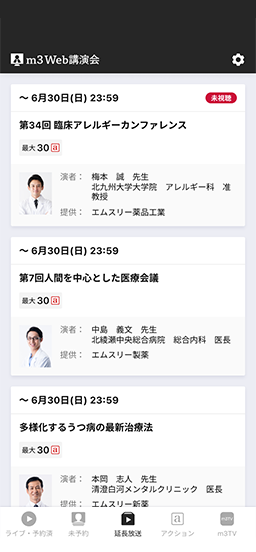 m3 Web講演会
〜 6月30日(日) 23:59
未視聴
第34回 臨床アレルギーカンファレンス
最大 30 a
演者： 梅本 誠 先生
北九州大学大学院 アレルギー科 准
教授
提供： エムスリー薬品工業
〜 6月30日(日) 23:59
第7回人間を中心とした医療会議
最大 30 a
演者： 中島 義文 先生
北綾瀬中央総合病院 総合内科 医長
提供： エムスリー製薬
〜 6月30日(日) 23:59
多様化するうつ病の最新治療法
最大 30 a
演者： 本岡 志人 先生
清澄白河メンタルクリニック 医長
提供： エムスリー新薬
ライブ・予約済 未予約 延長放送 アクション m3TV